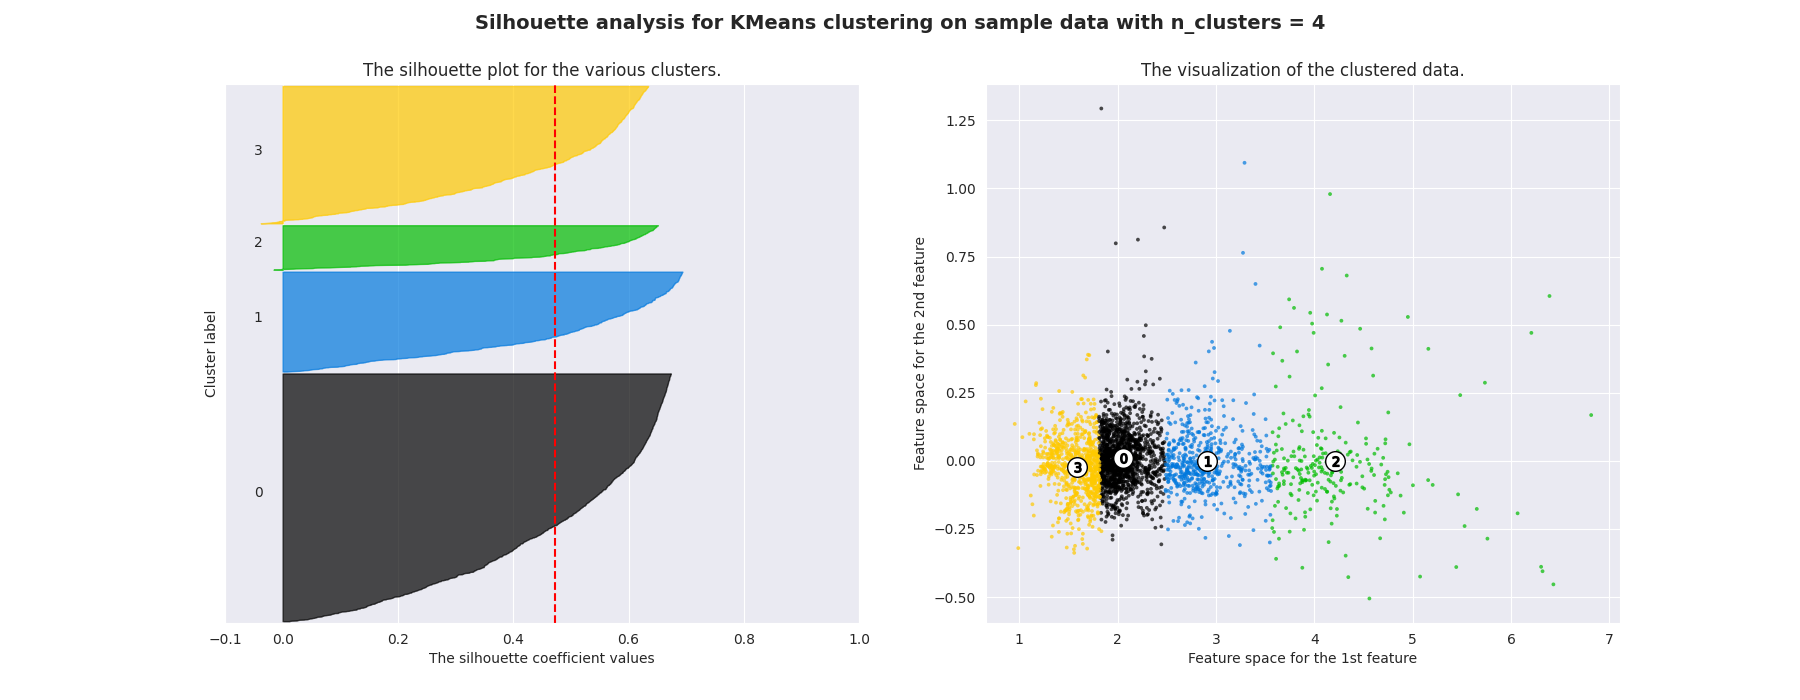 Silhouette analysis for KMeans clustering on sample data with n_clusters = 4
The silhouette plot for the various clusters.
3
2
1
0
Cluster label
−0.1 0.0 0.2 0.4 0.6 0.8 1.0
The silhouette coefficient values
The visualization of the clustered data.
1.25
1.00
0.75
0.50
0.25
0.00
−0.25
−0.50
Feature space for the 2nd feature
3 0 1 2
1 2 3 4 5 6 7
Feature space for the 1st feature